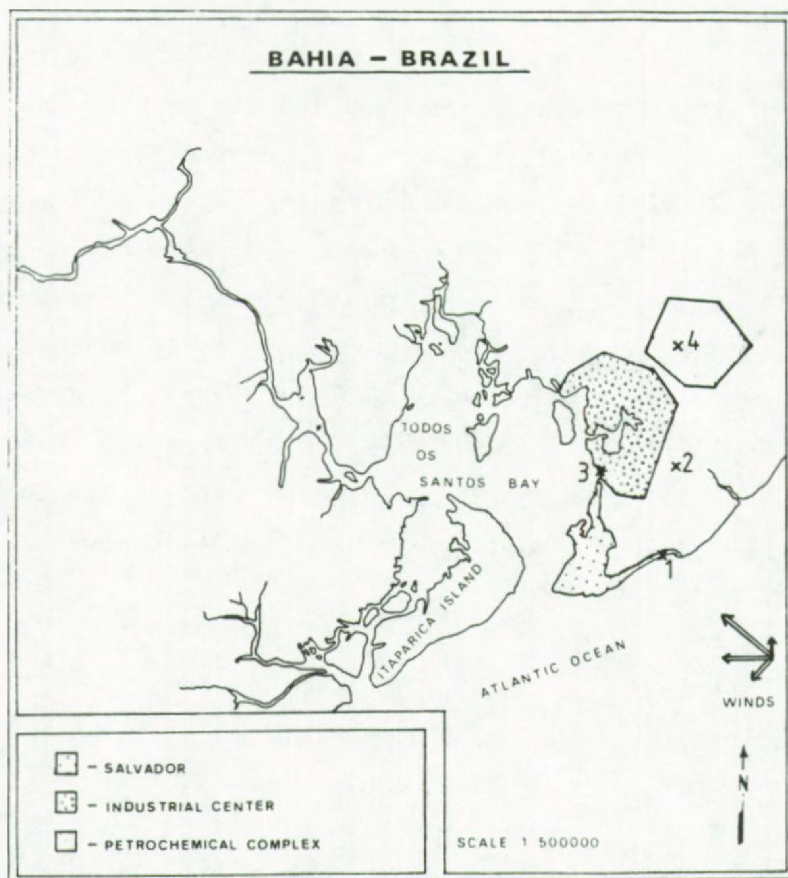 BAHIA – BRAZIL
x4
TODOS
OS
SANTOS BAY
3
x2
1
ITAPARICA ISLAND
ATLANTIC OCEAN
WINDS
N
– SALVADOR
– INDUSTRIAL CENTER
– PETROCHEMICAL COMPLEX
SCALE 1 500000